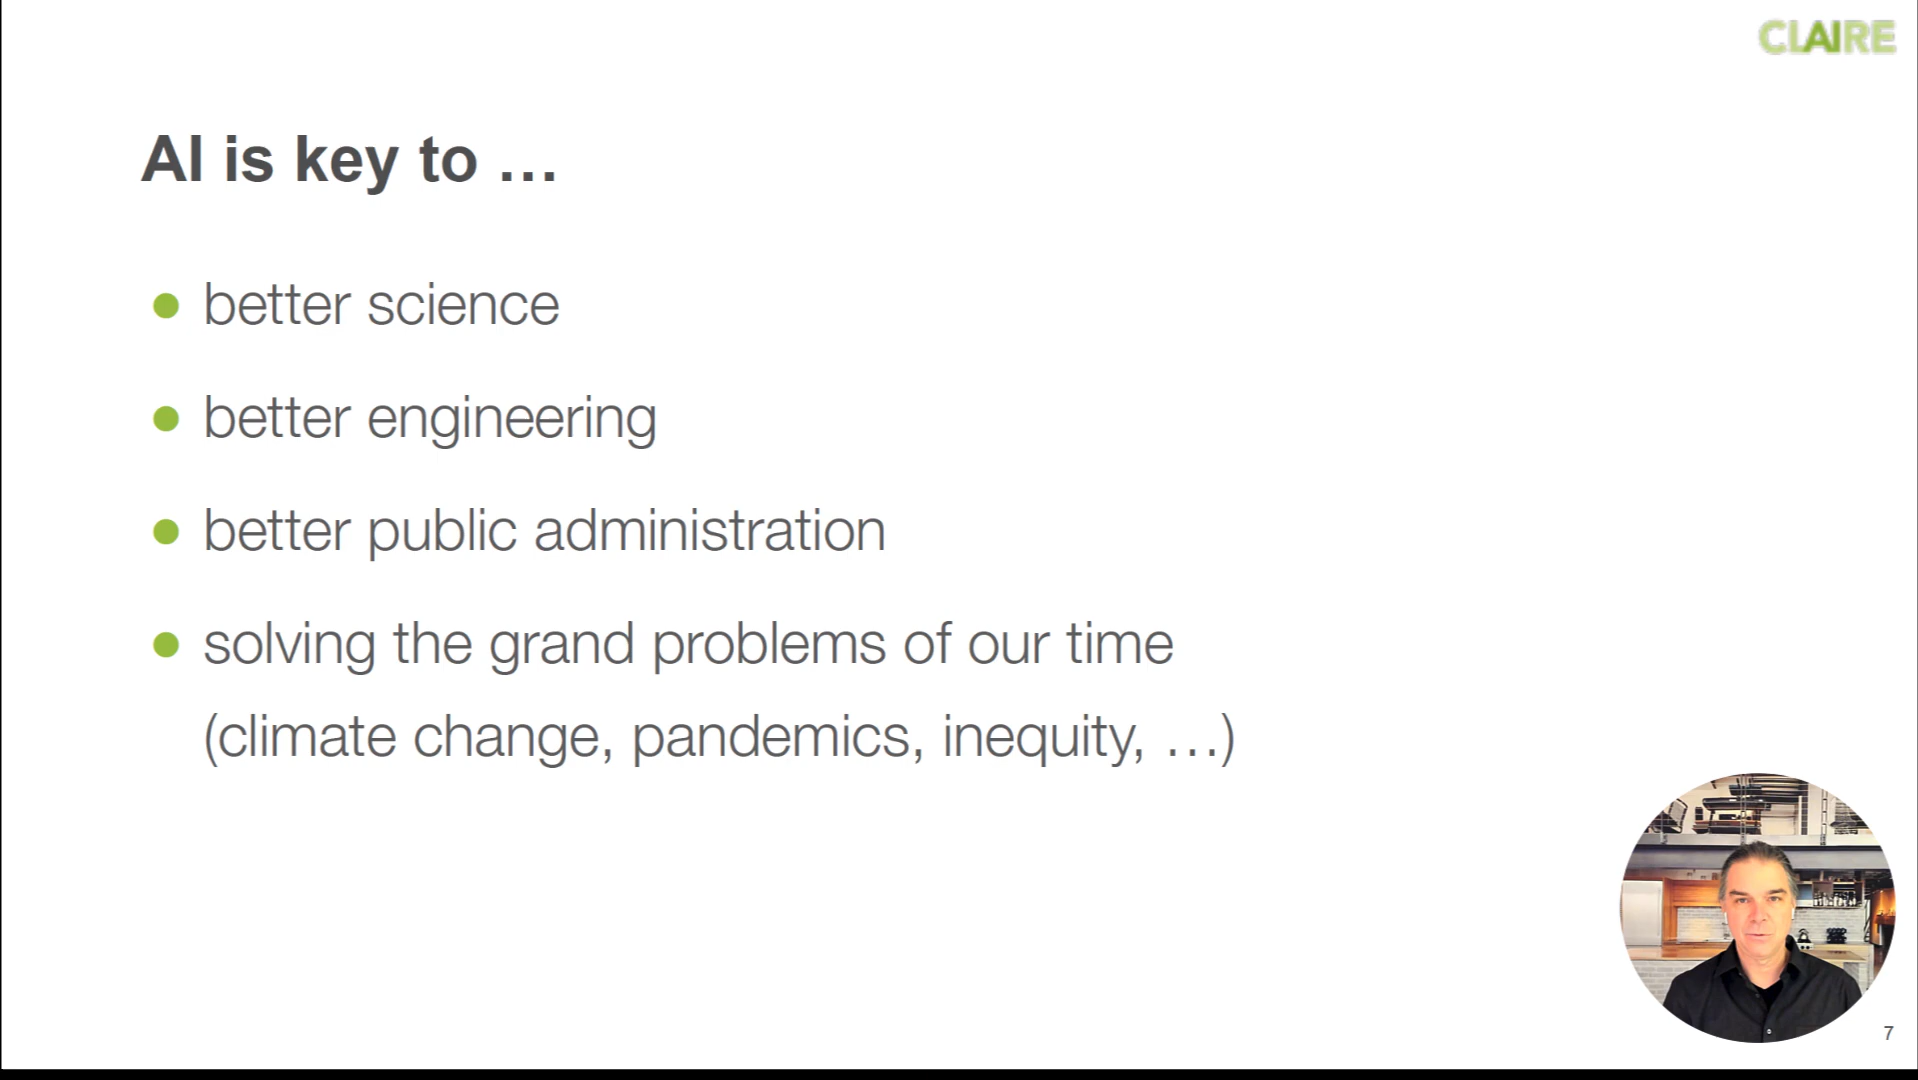 CLAIRE
AI is key to …
better science
better engineering
better public administration
solving the grand problems of our time
(climate change, pandemics, inequity, …)
7